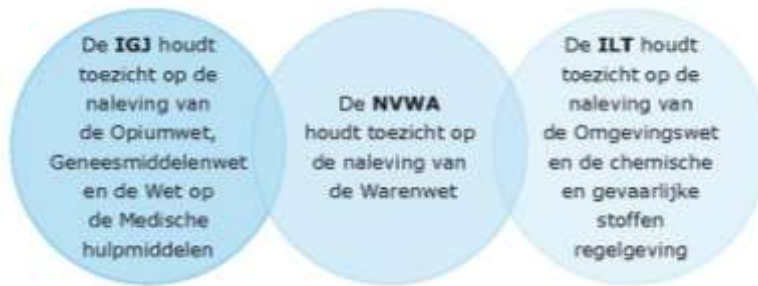 De IGJ houdt
toezicht op de
naleving van
de Opiumwet,
Geneesmiddelenwet
en de Wet op
de Medische
hulpmiddelen
De NVWA
houdt toezicht op
de naleving van
de Warenwet
De ILT houdt
toezicht op de
naleving van
de Omgevingswet
en de chemische
en gevaarlijke
stoffen
regelgeving